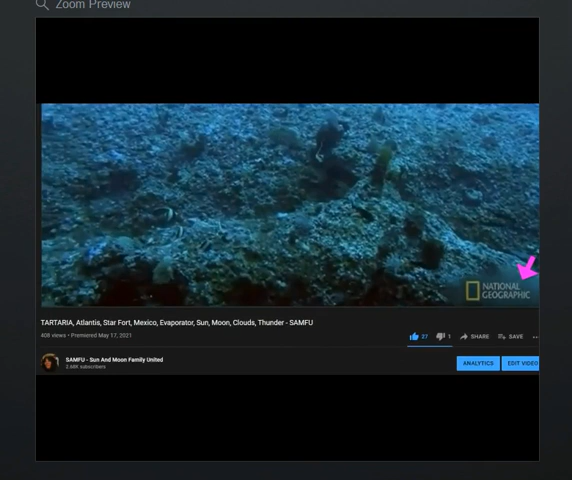 Zoom Preview
NATIONAL
GEOGRAPHIC
TARTARIA, Atlantis, Star Fort, Mexico, Evaporator, Sun, Moon, Clouds, Thunder - SAMFU
408 views • Premiered May 17, 2021
27 1 SHARE SAVE ...
SAMFU - Sun And Moon Family United
2.68K subscribers
ANALYTICS EDIT VIDEO